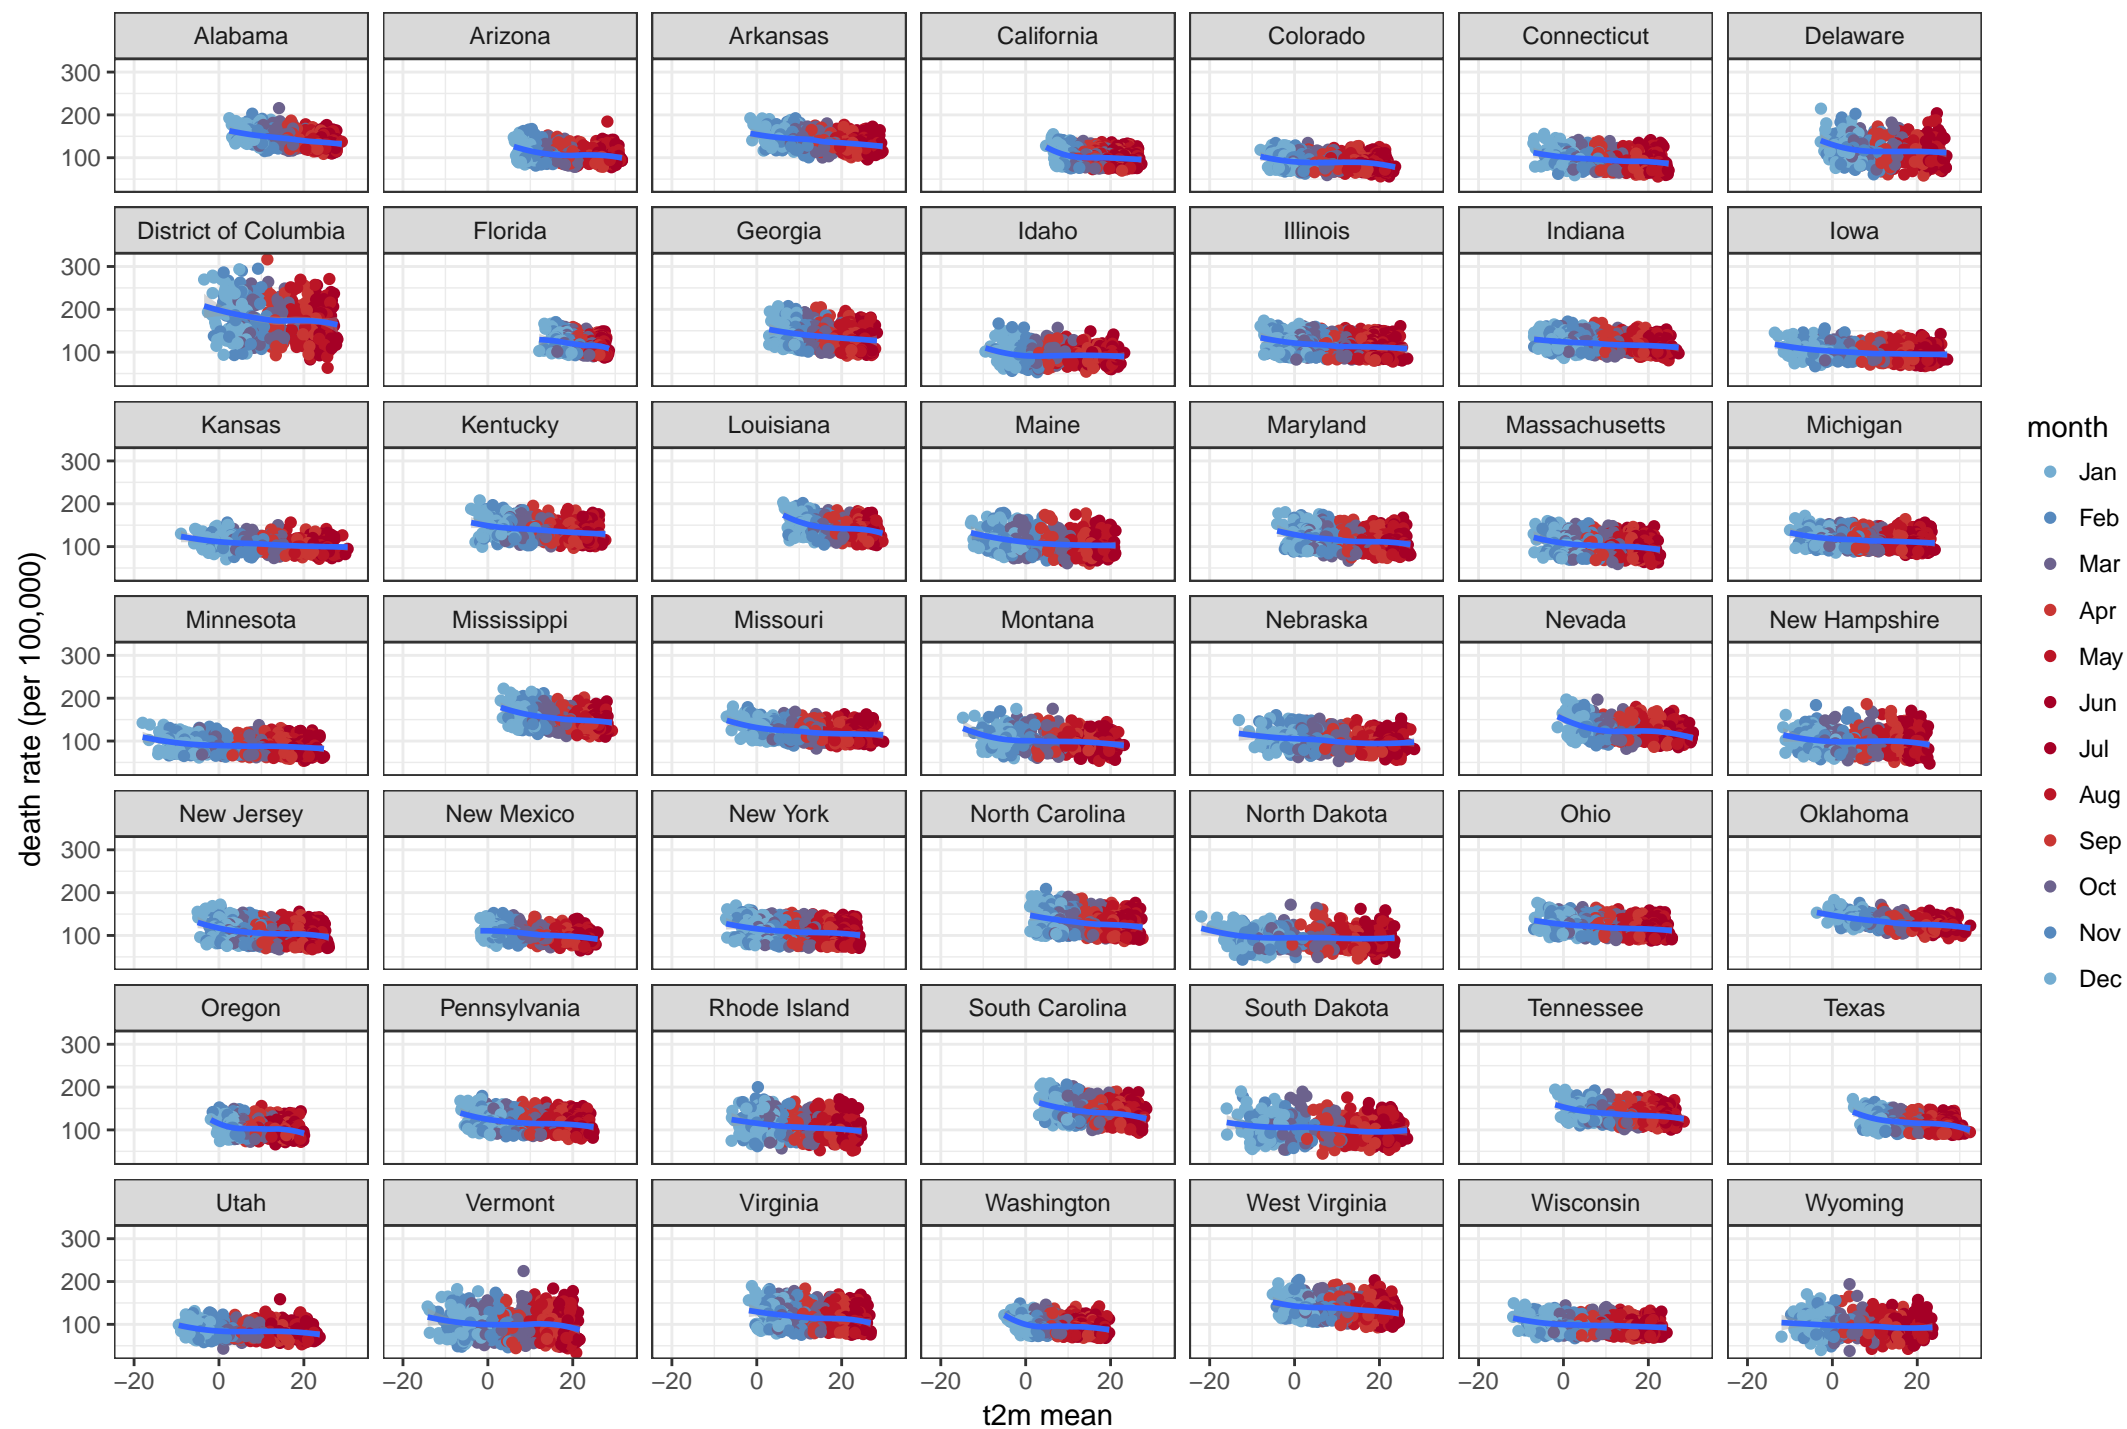 Alabama Arizona Arkansas California Colorado Connecticut Delaware
300
200
100
District of Columbia Florida Georgia Idaho Illinois Indiana Iowa
300
200
100
Kansas Kentucky Louisiana Maine Maryland Massachusetts Michigan
300
200
100
Minnesota Mississippi Missouri Montana Nebraska Nevada New Hampshire
300
200
100
New Jersey New Mexico New York North Carolina North Dakota Ohio Oklahoma
300
200
100
Oregon Pennsylvania Rhode Island South Carolina South Dakota Tennessee Texas
300
200
100
Utah Vermont Virginia Washington West Virginia Wisconsin Wyoming
300
200
100
−20 0 20 −20 0 20 −20 0 20 −20 0 20 −20 0 20 −20 0 20 −20 0 20
t2m mean
death rate (per 100,000)
month
Jan
Feb
Mar
Apr
May
Jun
Jul
Aug
Sep
Oct
Nov
Dec